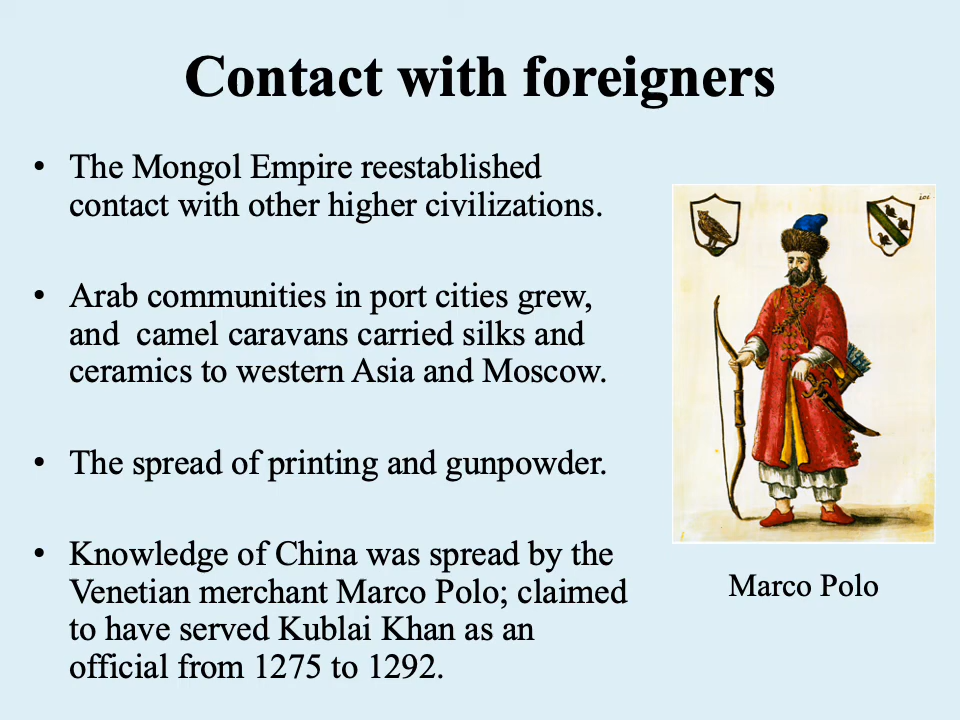 Contact with foreigners
• The Mongol Empire reestablished
contact with other higher civilizations.
• Arab communities in port cities grew,
and  camel caravans carried silks and
ceramics to western Asia and Moscow.
• The spread of printing and gunpowder.
• Knowledge of China was spread by the
Venetian merchant Marco Polo; claimed
to have served Kublai Khan as an
official from 1275 to 1292.
Marco Polo